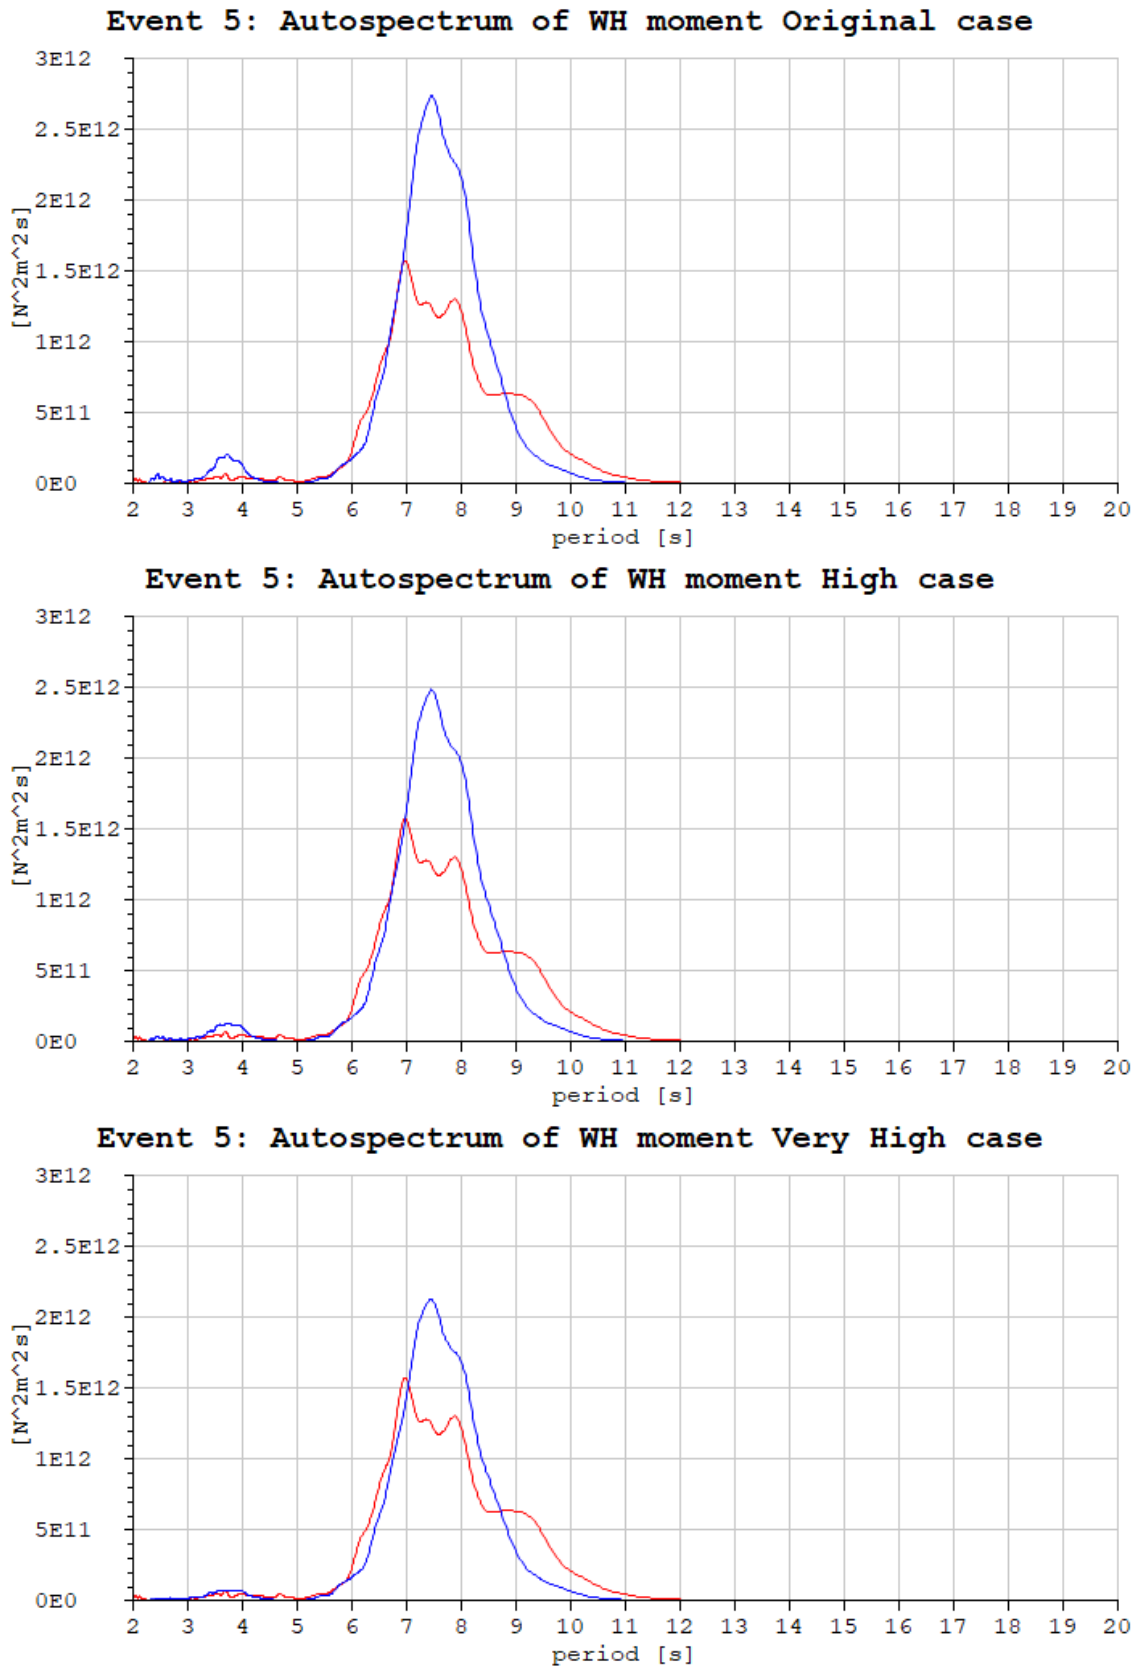 Event 5: Autospectrum of WH moment Original case
3E12
2.5E12
2E12
1.5E12
1E12
5E11
0E0
[N^2m^2s]
2 3 4 5 6 7 8 9 10 11 12 13 14 15 16 17 18 19 20
period [s]
Event 5: Autospectrum of WH moment High case
3E12
2.5E12
2E12
1.5E12
1E12
5E11
0E0
[N^2m^2s]
2 3 4 5 6 7 8 9 10 11 12 13 14 15 16 17 18 19 20
period [s]
Event 5: Autospectrum of WH moment Very High case
3E12
2.5E12
2E12
1.5E12
1E12
5E11
0E0
[N^2m^2s]
2 3 4 5 6 7 8 9 10 11 12 13 14 15 16 17 18 19 20
period [s]